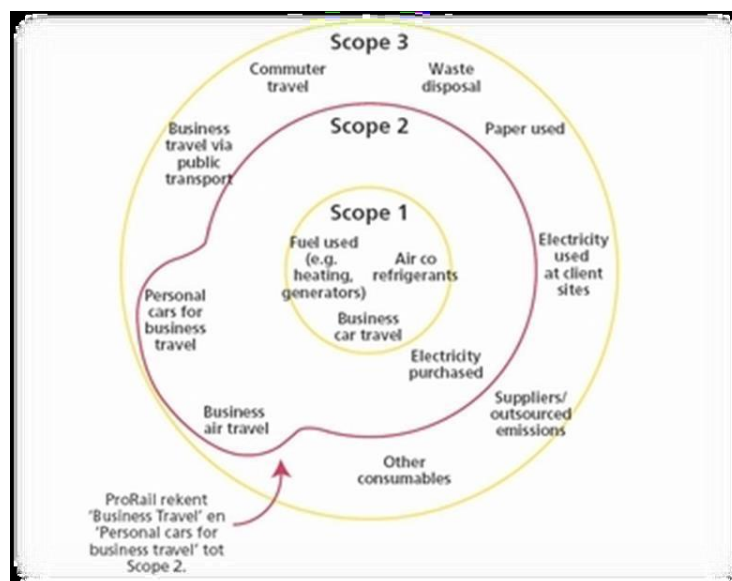 Scope 3
Commuter
travel
Waste
disposal
Business
travel via
public
transport
Scope 2
Paper used
Scope 1
Fuel used
(e.g.
heating,
generators)
Air co
refrigerants
Business
car travel
Electricity
used
at client
sites
Personal
cars for
business
travel
Electricity
purchased
Business
air travel
Suppliers/
outsourced
emissions
Other
consumables
ProRail rekent
'Business Travel' en
'Personal cars for
business travel' tot
Scope 2.